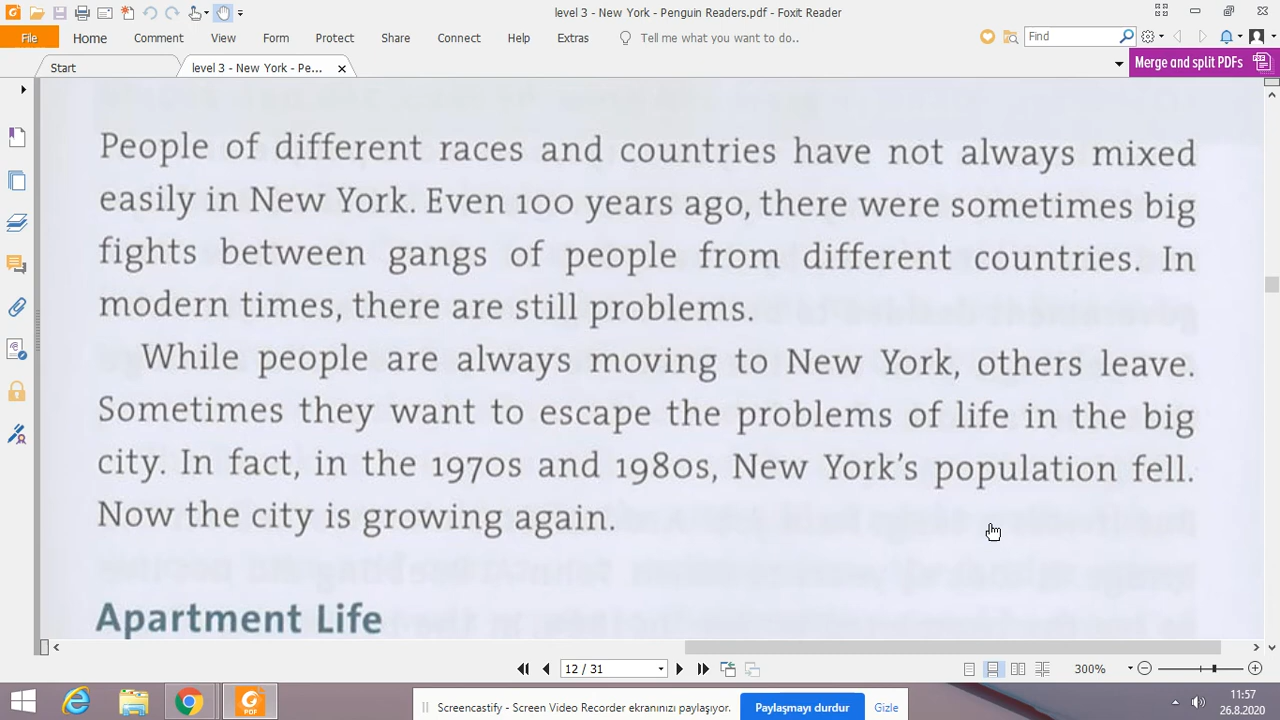 level 3 - New York - Penguin Readers.pdf - Foxit Reader
File Home Comment View Form Protect Share Connect Help Extras Tell me what you want to do.. Find
Start level 3 - New York - Pe... Merge and split PDFs
People of different races and countries have not always mixed
easily in New York. Even 100 years ago, there were sometimes big
fights between gangs of people from different countries. In
modern times, there are still problems.
While people are always moving to New York, others leave.
Sometimes they want to escape the problems of life in the big
city. In fact, in the 1970s and 1980s, New York's population fell.
Now the city is growing again.
Apartment Life
12 / 31 300%
Screencastify - Screen Video Recorder ekranınızı paylaşıyor. Paylaşmayı durdur Gizle
11:57
26.8.2020